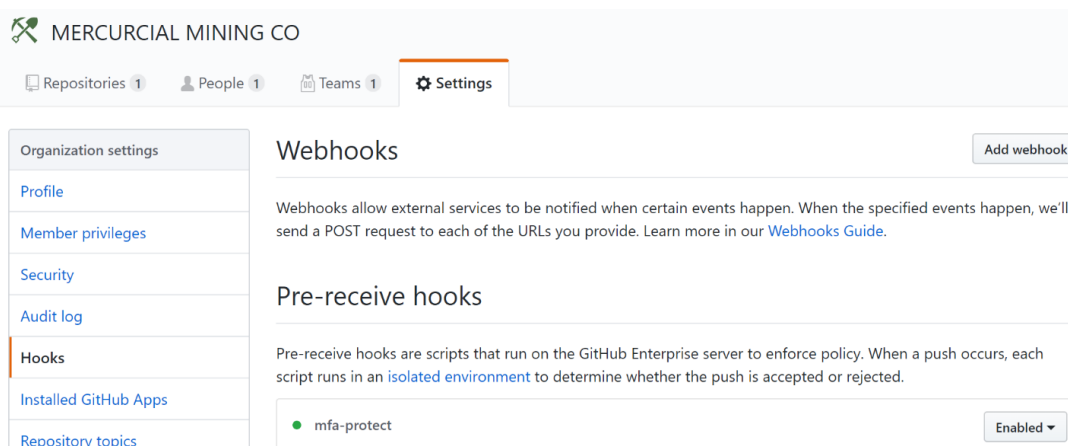 MERCURCIAL MINING CO
Repositories 1 People 1 Teams 1 Settings
Organization settings
Profile
Member privileges
Security
Audit log
Hooks
Installed GitHub Apps
Repository topics
Webhooks
Add webhook
Webhooks allow external services to be notified when certain events happen. When the specified events happen, we'll
send a POST request to each of the URLs you provide. Learn more in our Webhooks Guide.
Pre-receive hooks
Pre-receive hooks are scripts that run on the GitHub Enterprise server to enforce policy. When a push occurs, each
script runs in an isolated environment to determine whether the push is accepted or rejected.
mfa-protect
Enabled